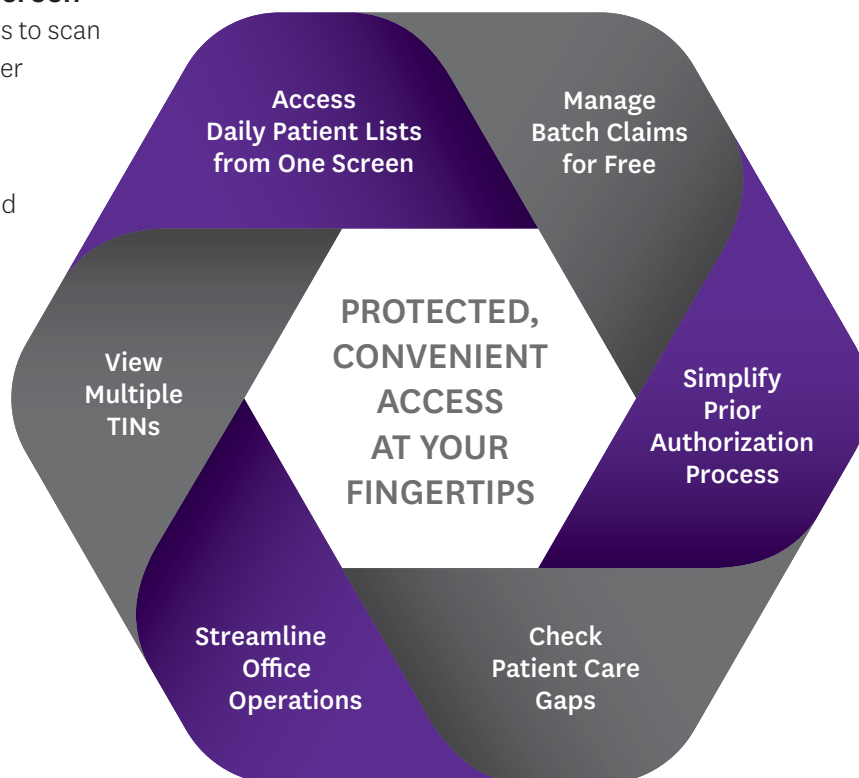 rs to scan
er
d
Access
Daily Patient Lists
from One Screen
Manage
Batch Claims
for Free
Simplify
Prior
Authorization
Process
Check
Patient Care
Gaps
Streamline
Office
Operations
View
Multiple
TINs
PROTECTED,
CONVENIENT
ACCESS
AT YOUR
FINGERTIPS